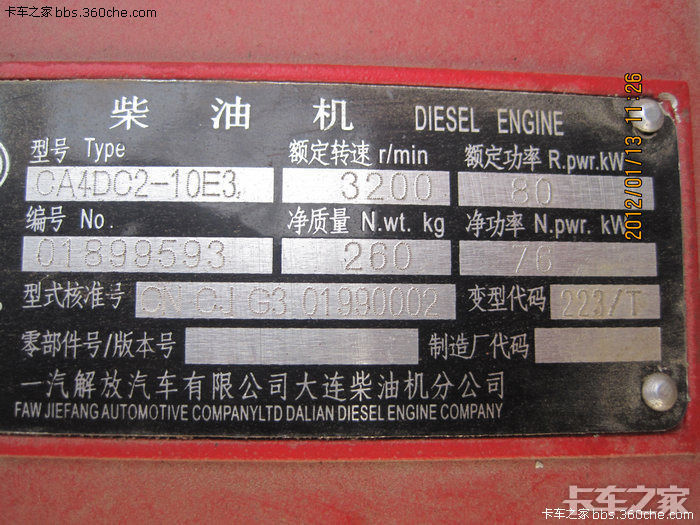 卡车之家 bbs.360che.com
柴油机 DIESEL ENGINE
型号 Type 额定转速 r/min 额定功率 R.pwr.kW
CA4DC2-10E3 3200 80
编号 No. 净质量 N.wt. kg 净功率 N.pwr. kW
01899593 260 76
型式核准号 CN CJ G3 01990002 变型代码 223/T
零部件号/版本号 制造厂代码
一汽解放汽车有限公司大连柴油机分公司
FAW JIEFANG AUTOMOTIVE COMPANYLTD DALIAN DIESEL ENGINE COMPANY
2012/01/13 11:26
卡车之家
卡车之家 bbs.360che.com